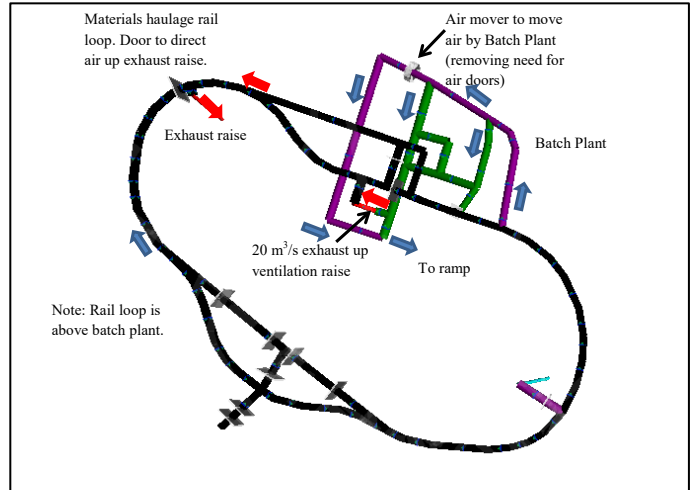 Materials haulage rail
loop. Door to direct
air up exhaust raise.
Air mover to move
air by Batch Plant
(removing need for
air doors)
Exhaust raise
Batch Plant
20 m³/s exhaust up
ventilation raise
To ramp
Note: Rail loop is
above batch plant.